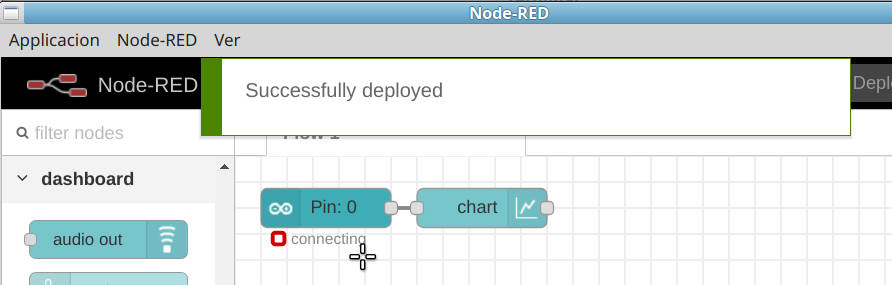 Node-RED
Applicacion Node-RED Ver
Node-RED
Successfully deployed
Deplo
filter nodes
Flow 1
dashboard
Pin: 0
chart
connecting
audio out